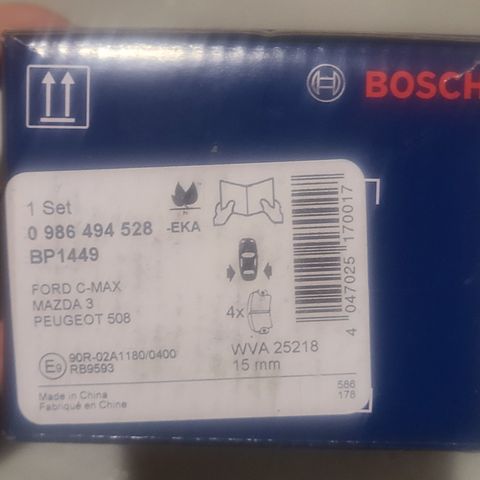 BOSCH
1 Set
0 986 494 528 -EKA
BP1449
FORD C-MAX
MAZDA 3
PEUGEOT 508
4x
WVA 25218
15 mm
E9
90R-02A1180/0400
RB9593
Made in China
Fabriqué en Chine
586
178
4 047025 170017